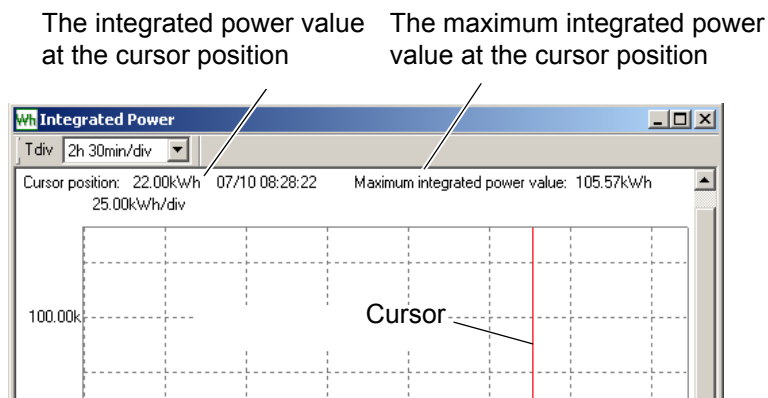 The integrated power value
at the cursor position
The maximum integrated power
value at the cursor position
Wh Integrated Power
Tdiv 2h 30min/div
Cursor position: 22.00kWh 07/10 08:28:22 Maximum integrated power value: 105.57kWh
25.00kWh/div
100.00k
Cursor